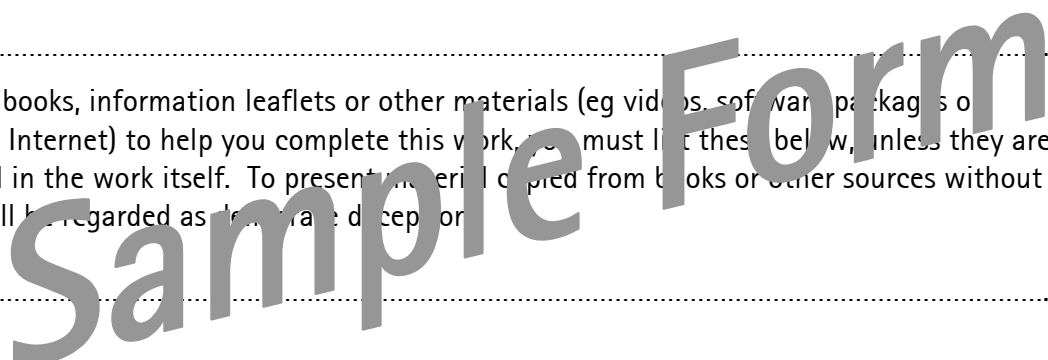 books, information leaflets or other materials (eg videos, software packages o
Internet) to help you complete this work, you must list these below, unless they are
in the work itself. To present material copied from books or other sources without
ll be regarded as deliberate deception.
Sample Form